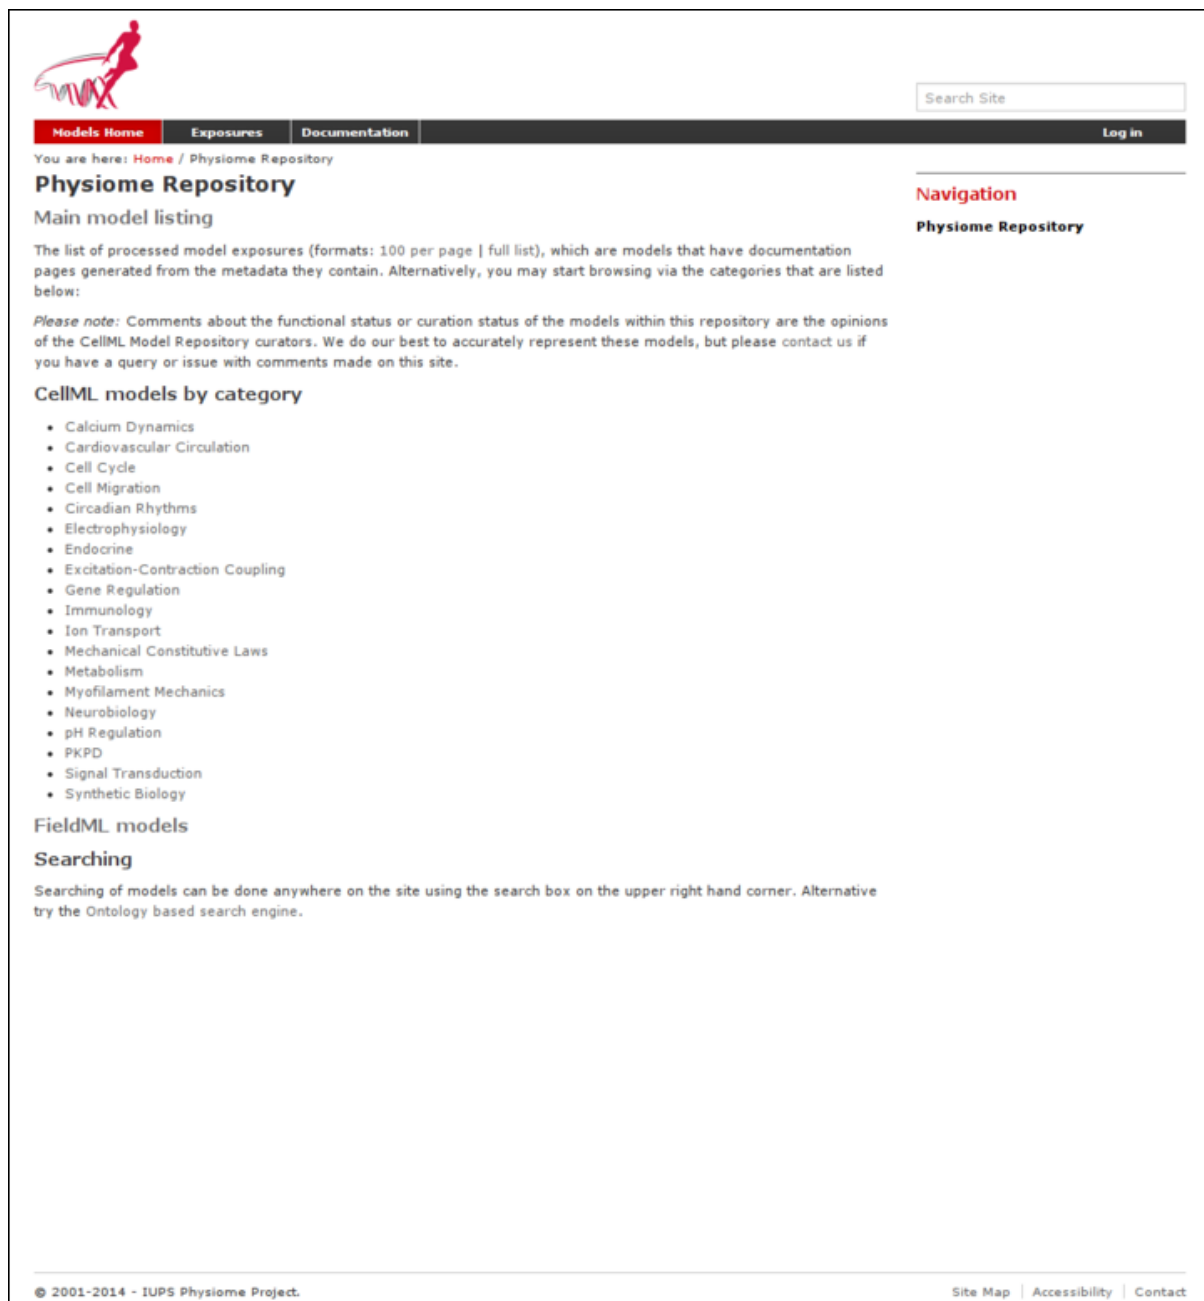 Search Site
Models Home Exposures Documentation Log in
You are here: Home / Physiome Repository
Physiome Repository
Main model listing
The list of processed model exposures (formats: 100 per page | full list), which are models that have documentation
pages generated from the metadata they contain. Alternatively, you may start browsing via the categories that are listed
below:
Please note: Comments about the functional status or curation status of the models within this repository are the opinions
of the CellML Model Repository curators. We do our best to accurately represent these models, but please contact us if
you have a query or issue with comments made on this site.
CellML models by category
• Calcium Dynamics
• Cardiovascular Circulation
• Cell Cycle
• Cell Migration
• Circadian Rhythms
• Electrophysiology
• Endocrine
• Excitation-Contraction Coupling
• Gene Regulation
• Immunology
• Ion Transport
• Mechanical Constitutive Laws
• Metabolism
• Myofilament Mechanics
• Neurobiology
• pH Regulation
• PKPD
• Signal Transduction
• Synthetic Biology
FieldML models
Searching
Searching of models can be done anywhere on the site using the search box on the upper right hand corner. Alternative
try the Ontology based search engine.
Navigation
Physiome Repository
© 2001-2014 - IUPS Physiome Project.
Site Map | Accessibility | Contact